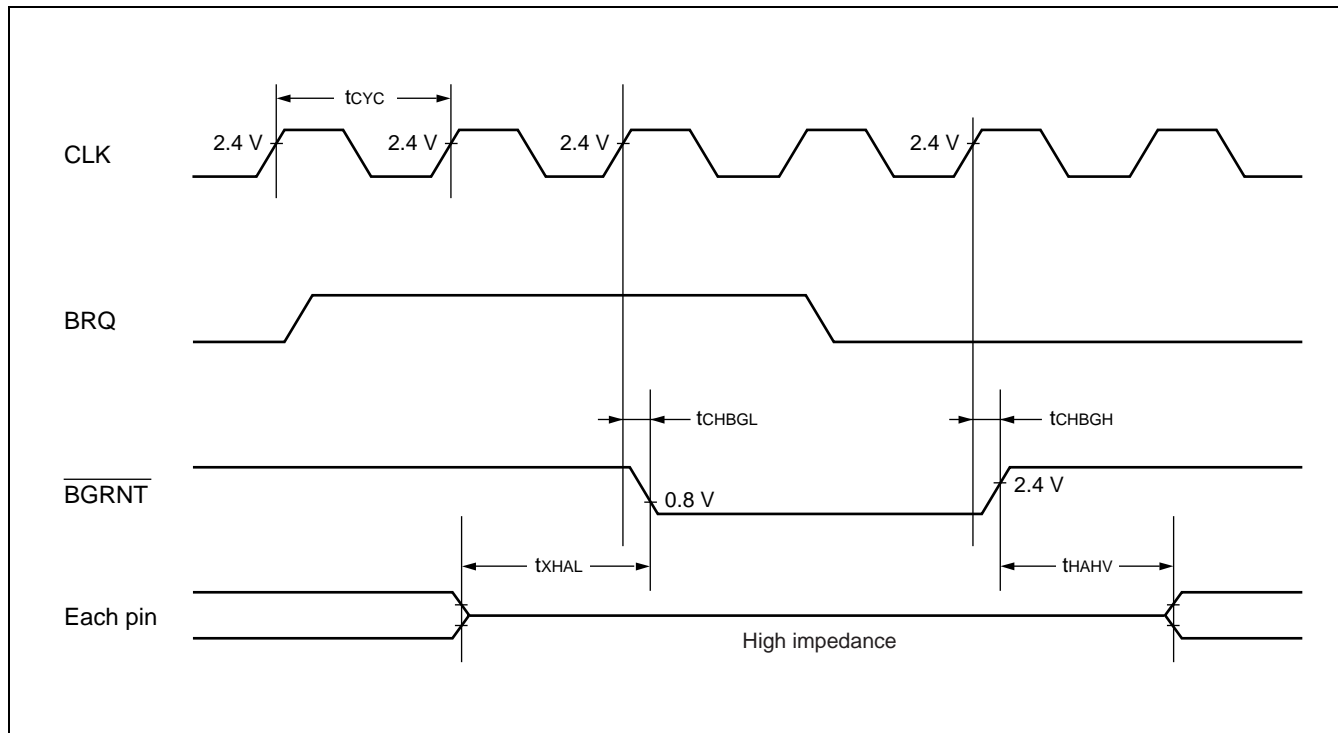 tCYC
CLK
2.4 V
2.4 V
2.4 V
2.4 V
BRQ
tCHBGL
tCHBGH
BGRNT
0.8 V
2.4 V
tXHAL
tHAHV
Each pin
High impedance